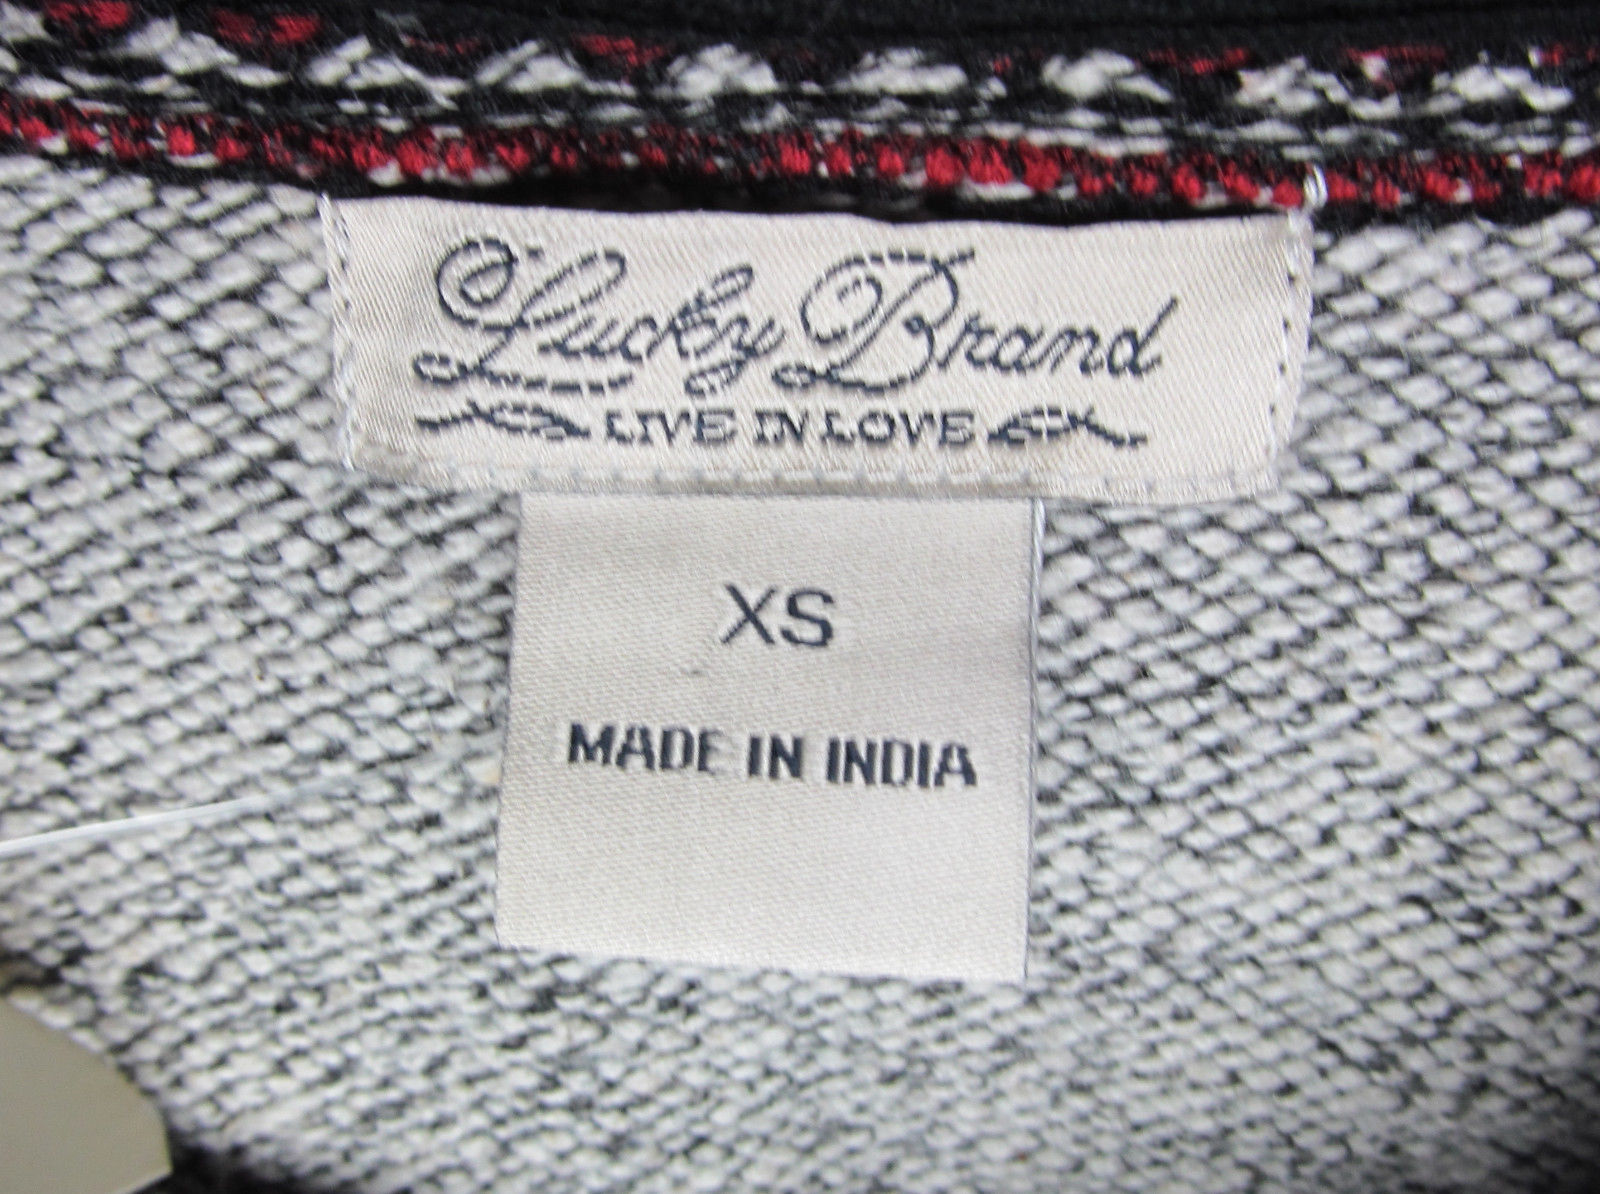 Lucky Brand
LIVE IN LOVE
XS
MADE IN INDIA